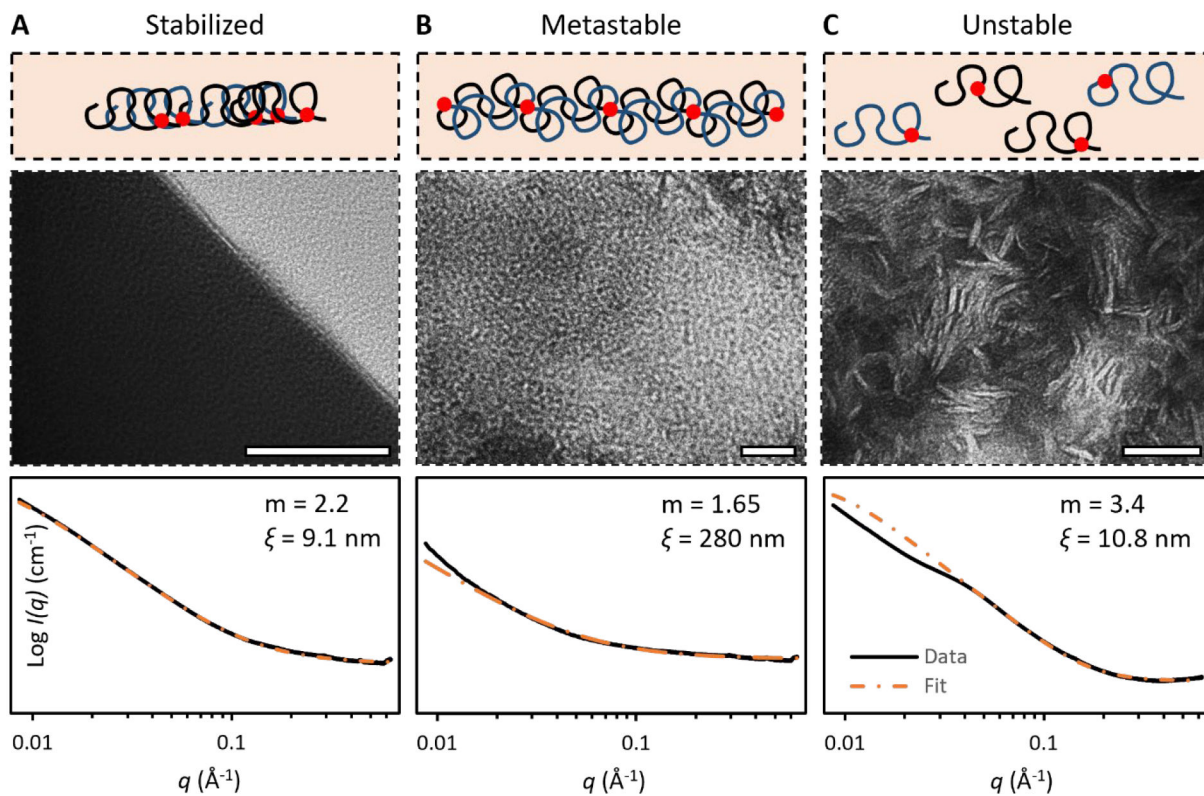 A Stabilized
B Metastable
C Unstable
m = 2.2
ξ = 9.1 nm
m = 1.65
ξ = 280 nm
m = 3.4
ξ = 10.8 nm
Log I(q) (cm⁻¹)
Data
Fit
0.01 0.1
0.01 0.1
0.01 0.1
q (Å⁻¹)
q (Å⁻¹)
q (Å⁻¹)